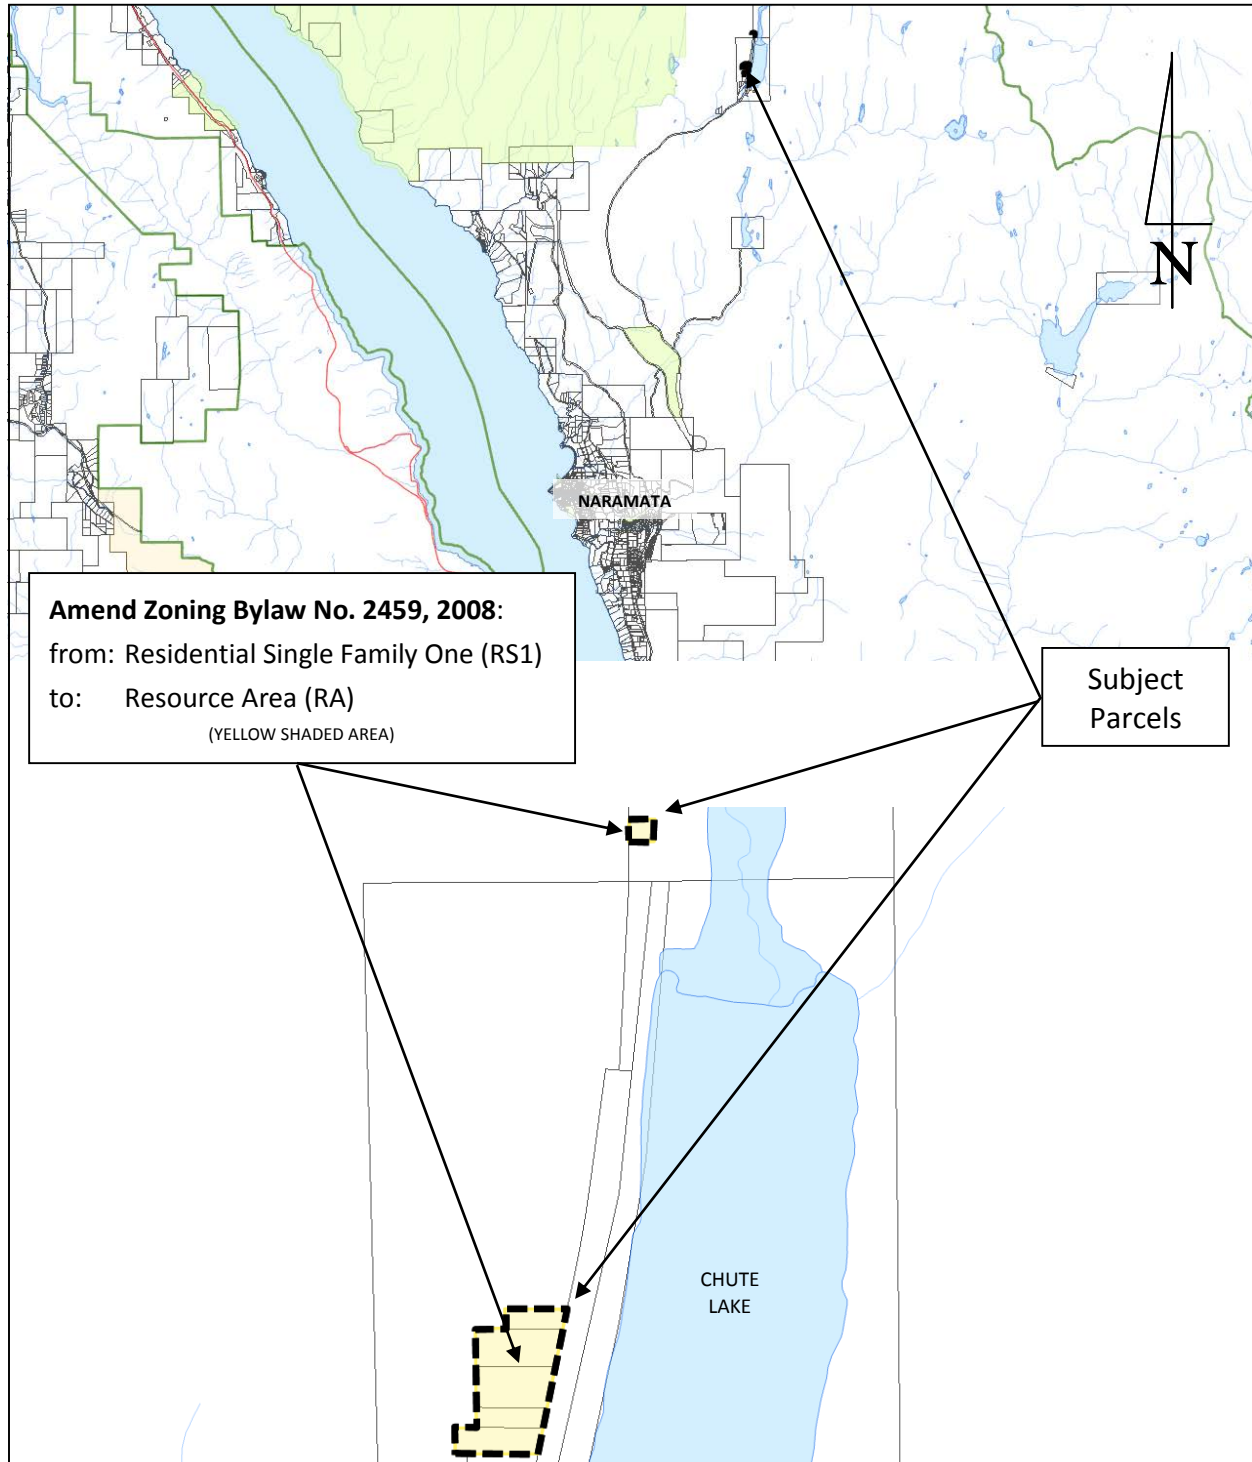 N
NARAMATA
Amend Zoning Bylaw No. 2459, 2008:
from: Residential Single Family One (RS1)
to: Resource Area (RA)
(YELLOW SHADED AREA)
Subject
Parcels
CHUTE
LAKE